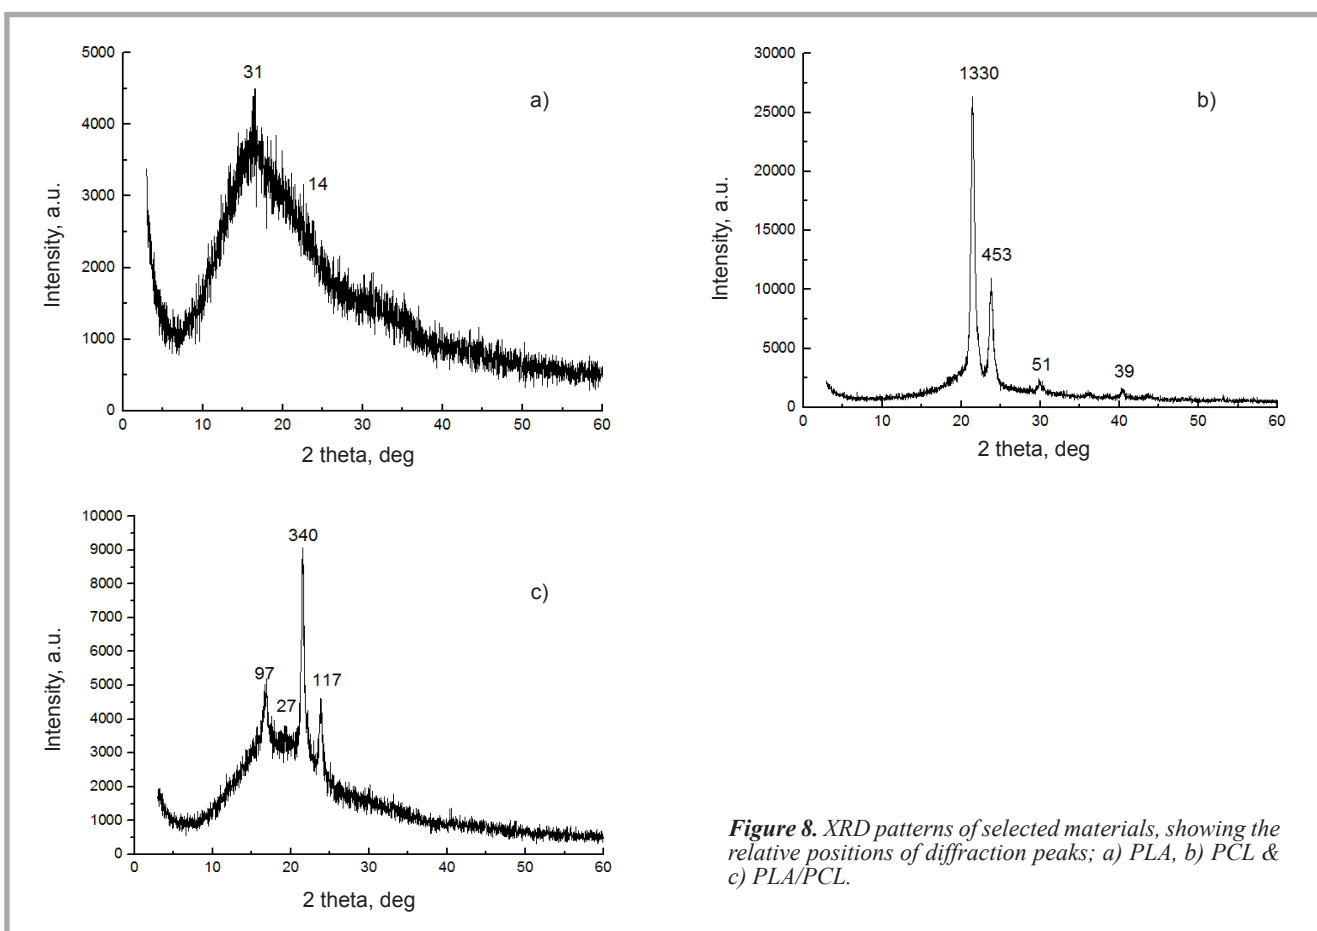 5000
4000
3000
2000
1000
0
Intensity, a.u.
31
14
a)
0 10 20 30 40 50 60
2 theta, deg
30000
25000
20000
15000
10000
5000
0
Intensity, a.u.
1330
453
51
39
b)
0 10 20 30 40 50 60
2 theta, deg
10000
9000
8000
7000
6000
5000
4000
3000
2000
1000
0
Intensity, a.u.
340
97
27
117
c)
0 10 20 30 40 50 60
2 theta, deg
Figure 8. XRD patterns of selected materials, showing the
relative positions of diffraction peaks; a) PLA, b) PCL &
c) PLA/PCL.